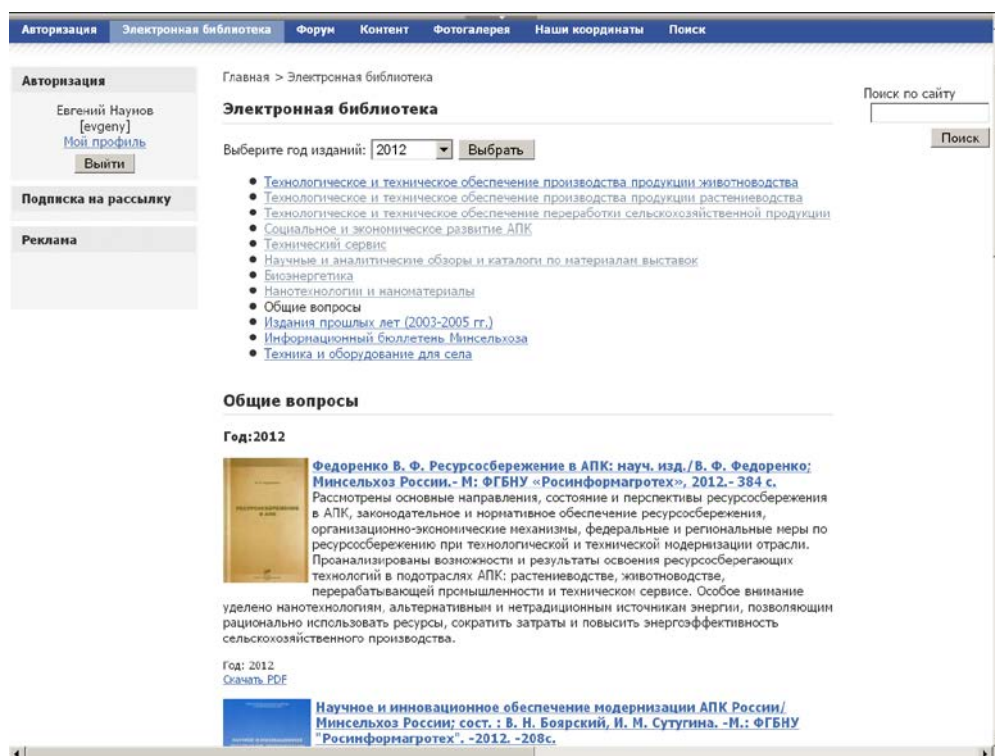 Авторизация Электронная библиотека Форум Контент Фотогалерея Наши координаты Поиск
Авторизация
Евгений Наумов
[evgeny]
Мой профиль
Выйти
Подписка на рассылку
Реклама
Главная > Электронная библиотека
Электронная библиотека
Выберите год изданий: 2012 Выбрать
Технологическое и техническое обеспечение производства продукции животноводства
Технологическое и техническое обеспечение производства продукции растениеводства
Технологическое и техническое обеспечение переработки сельскохозяйственной продукции
Социальное и экономическое развитие АПК
Технический сервис
Научные и аналитические обзоры и каталоги по материалам выставок
Биоэнергетика
Нанотехнологии и наноматериалы
Общие вопросы
Издания прошлых лет (2003-2005 гг.)
Информационный бюллетень Минсельхоза
Техника и оборудование для села
Поиск по сайту
Поиск
Общие вопросы
Год:2012
РЕСУРСОСБЕРЕЖЕНИЕ
В АПК
Федоренко В. Ф. Ресурсосбережение в АПК: науч. изд./В. Ф. Федоренко;
Минсельхоз России.- М: ФГБНУ «Росинформагротех», 2012.- 384 с.
Рассмотрены основные направления, состояние и перспективы ресурсосбережения
в АПК, законодательное и нормативное обеспечение ресурсосбережения,
организационно-экономические механизмы, федеральные и региональные меры по
ресурсосбережению при технологической и технической модернизации отрасли.
Проанализированы возможности и результаты освоения ресурсосберегающих
технологий в подотраслях АПК: растениеводстве, животноводстве,
перерабатывающей промышленности и техническом сервисе. Особое внимание
уделено нанотехнологиям, альтернативным и нетрадиционным источникам энергии, позволяющим
рационально использовать ресурсы, сократить затраты и повысить энергоэффективность
сельскохозяйственного производства.
Год: 2012
Скачать PDF
Научное и инновационное обеспечение модернизации АПК России/
Минсельхоз России; сост. : В. Н. Боярский, И. М. Сутугина. -М.: ФГБНУ
"Росинформагротех". -2012. -208с.